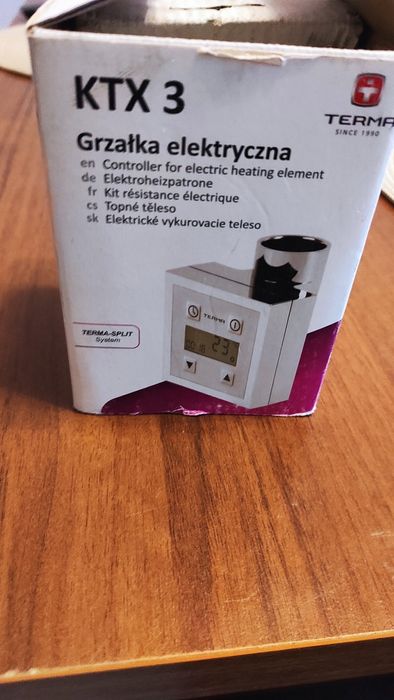 KTX 3
TERMA
SINCE 1990
Grzałka elektryczna
en Controller for electric heating element
de Elektroheizpatrone
fr Kit résistance électrique
cs Topné těleso
sk Elektrické vykurovacie teleso
TERMA-SPLIT
System
TERMA
23